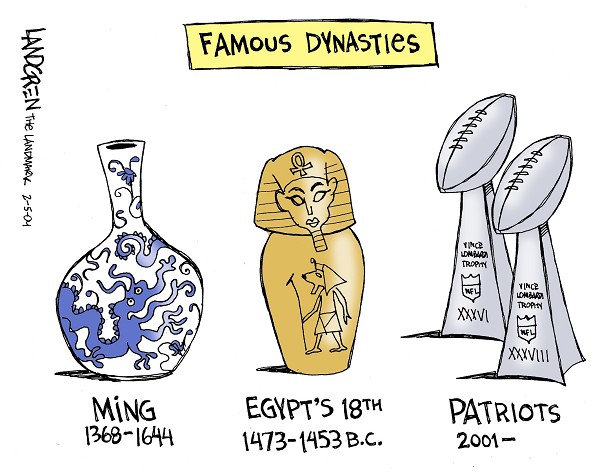 FAMOUS DYNASTIES
LANDGREN THE LANDMARK 2-5-04
VINCE
LOMBARDI
TROPHY
NFL
XXXVI
VINCE
LOMBARDI
TROPHY
NFL
XXXVIII
MING
1368-1644
EGYPT'S 18TH
1473-1453 B.C.
PATRIOTS
2001-